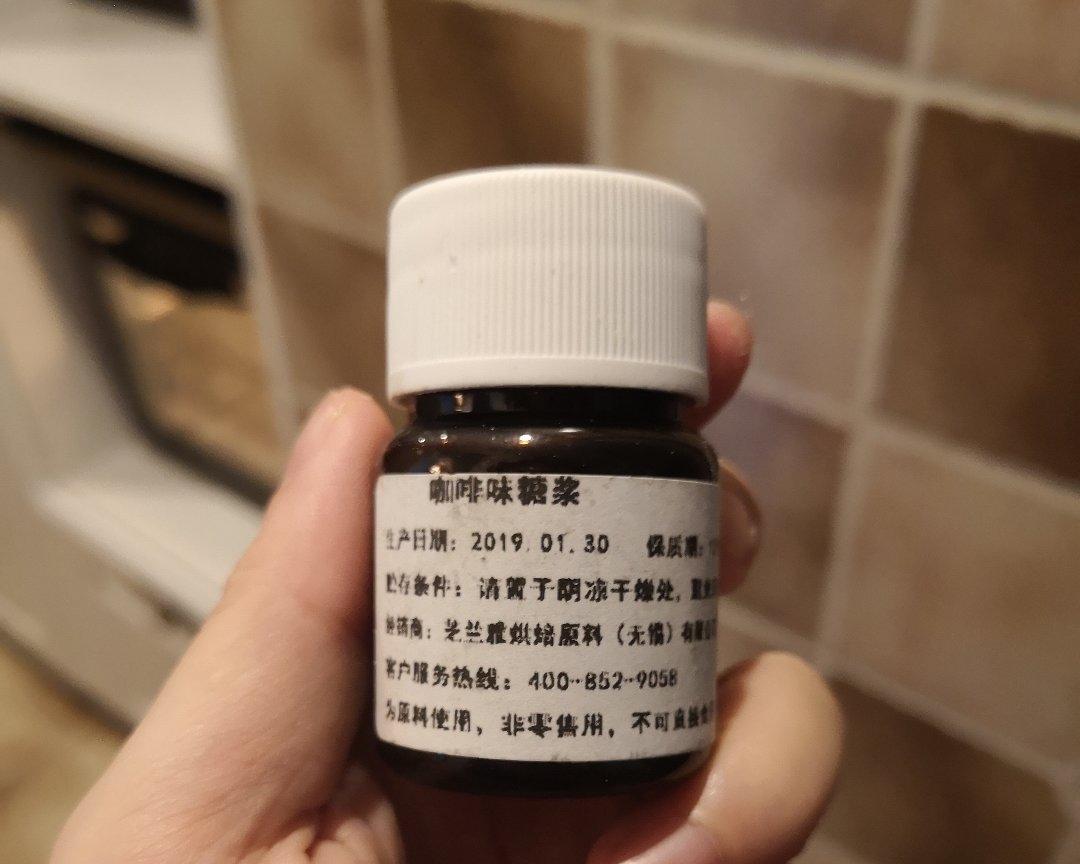 咖啡味糖浆
生产日期：2019.01.30 保质期：
贮存条件：请置于阴凉干燥处，
经销商：芝兰雅烘焙原料（无锡）有限公司
客户服务热线：400-852-9058
为原料使用，非零售用，不可直接食用